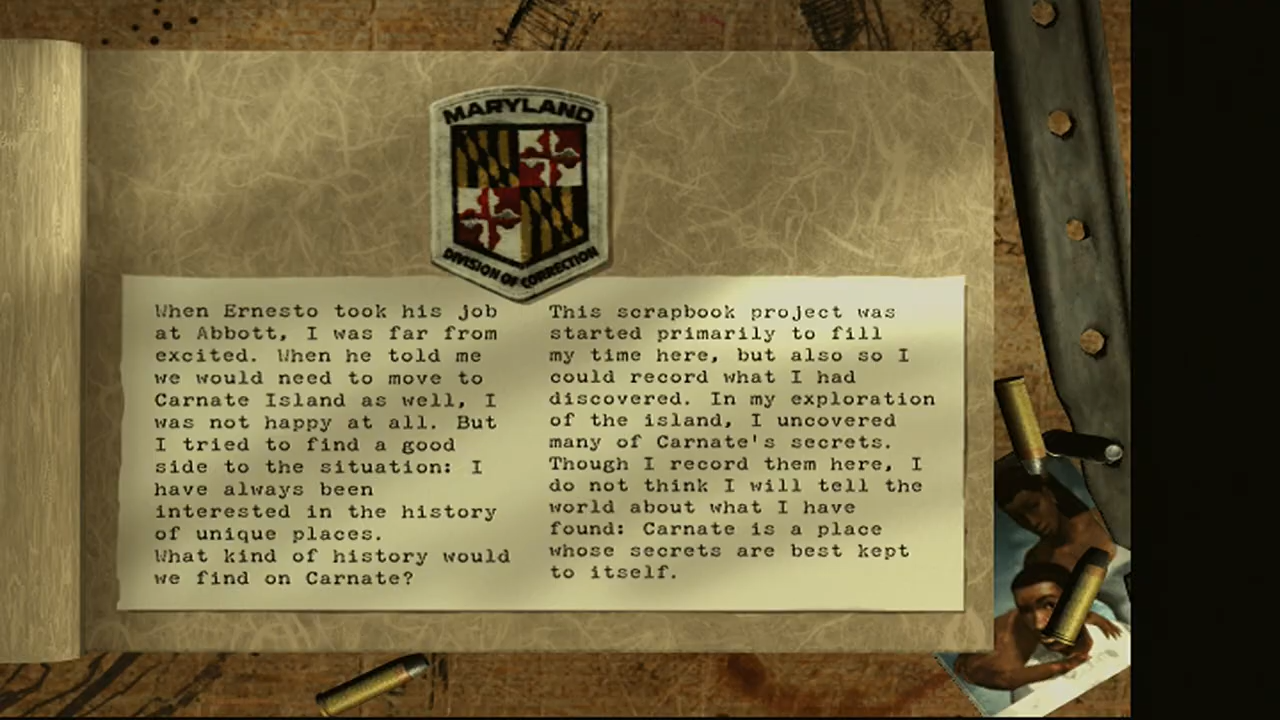 MARYLAND
DIVISION OF CORRECTION
When Ernesto took his job
at Abbott, I was far from
excited. When he told me
we would need to move to
Carnate Island as well, I
was not happy at all. But
I tried to find a good
side to the situation: I
have always been
interested in the history
of unique places.
What kind of history would
we find on Carnate?
This scrapbook project was
started primarily to fill
my time here, but also so I
could record what I had
discovered. In my exploration
of the island, I uncovered
many of Carnate's secrets.
Though I record them here, I
do not think I will tell the
world about what I have
found: Carnate is a place
whose secrets are best kept
to itself.